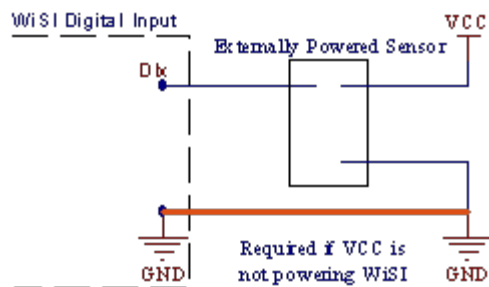 WiSI Digital Input
VCC
Externally Powered Sensor
DIx
Required if VCC is
not powering WiSI
GND
GND